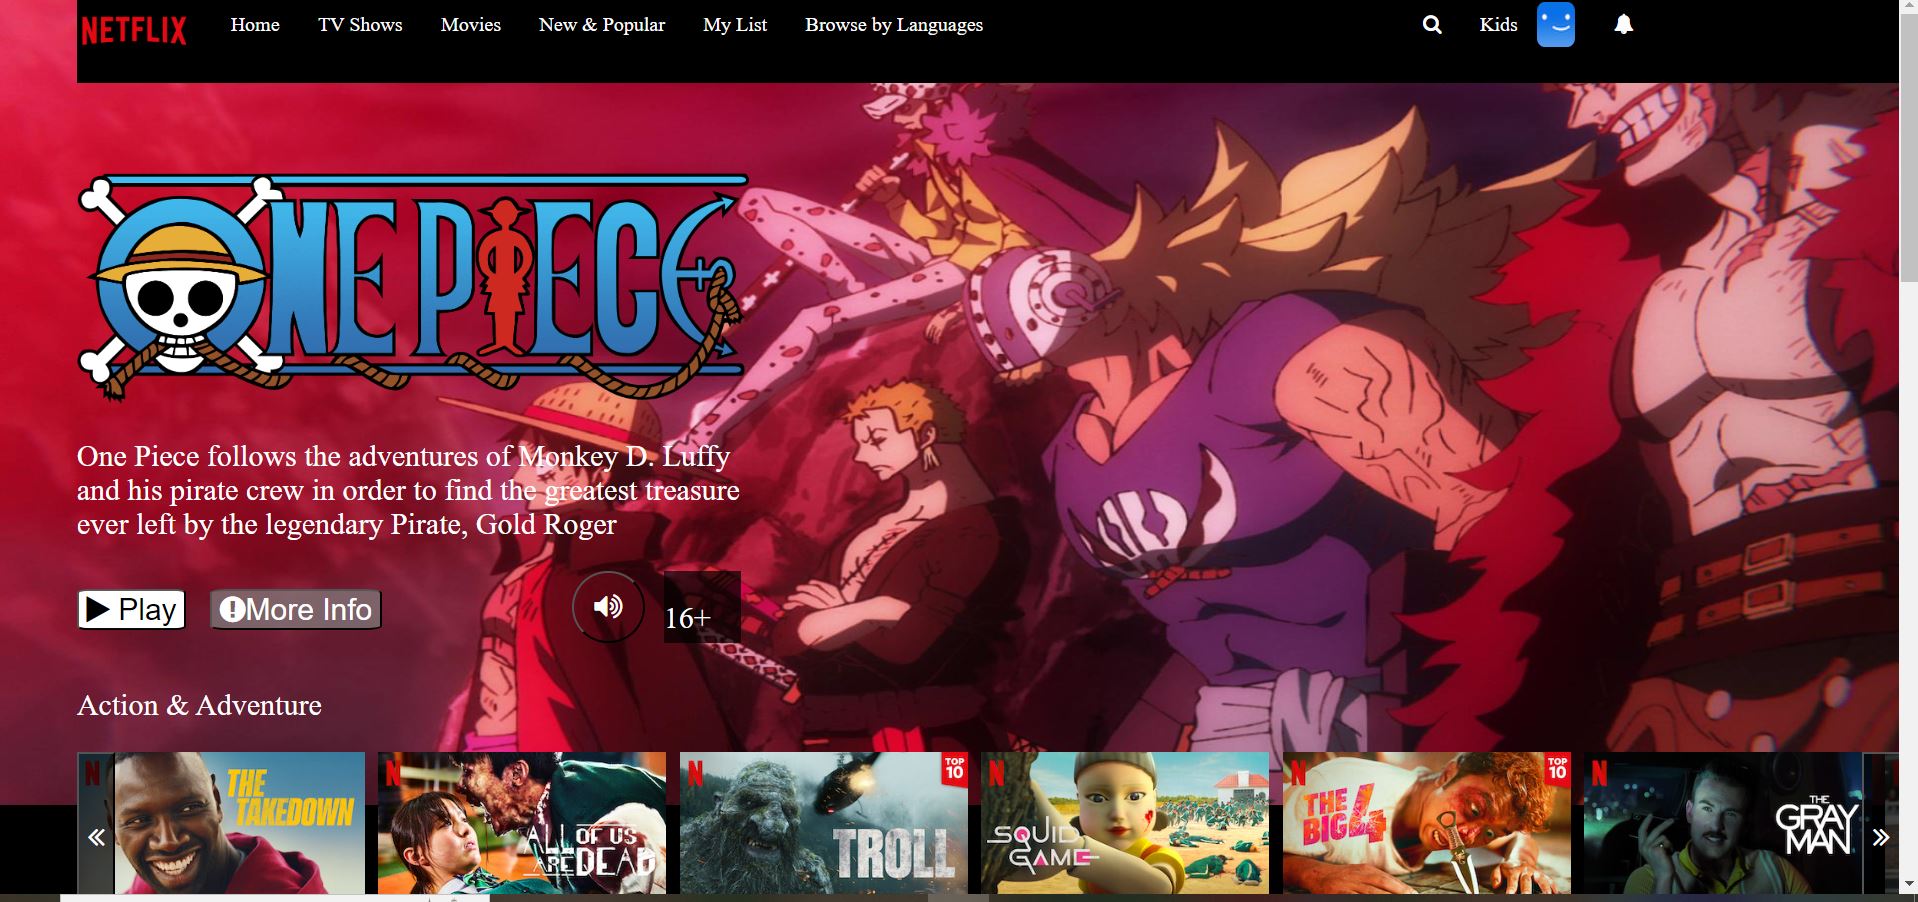 NETFLIX Home TV Shows Movies New & Popular My List Browse by Languages Kids
ONE PIECE
One Piece follows the adventures of Monkey D. Luffy
and his pirate crew in order to find the greatest treasure
ever left by the legendary Pirate, Gold Roger
Play More Info 16+
Action & Adventure
N
THE
TAKEDOWN
N
ALL OF US
ARE DEAD
N
TOP
10
TROLL
N
SQUID
GAME
N
TOP
10
THE
BIG 4
N
THE
GRAY
MAN